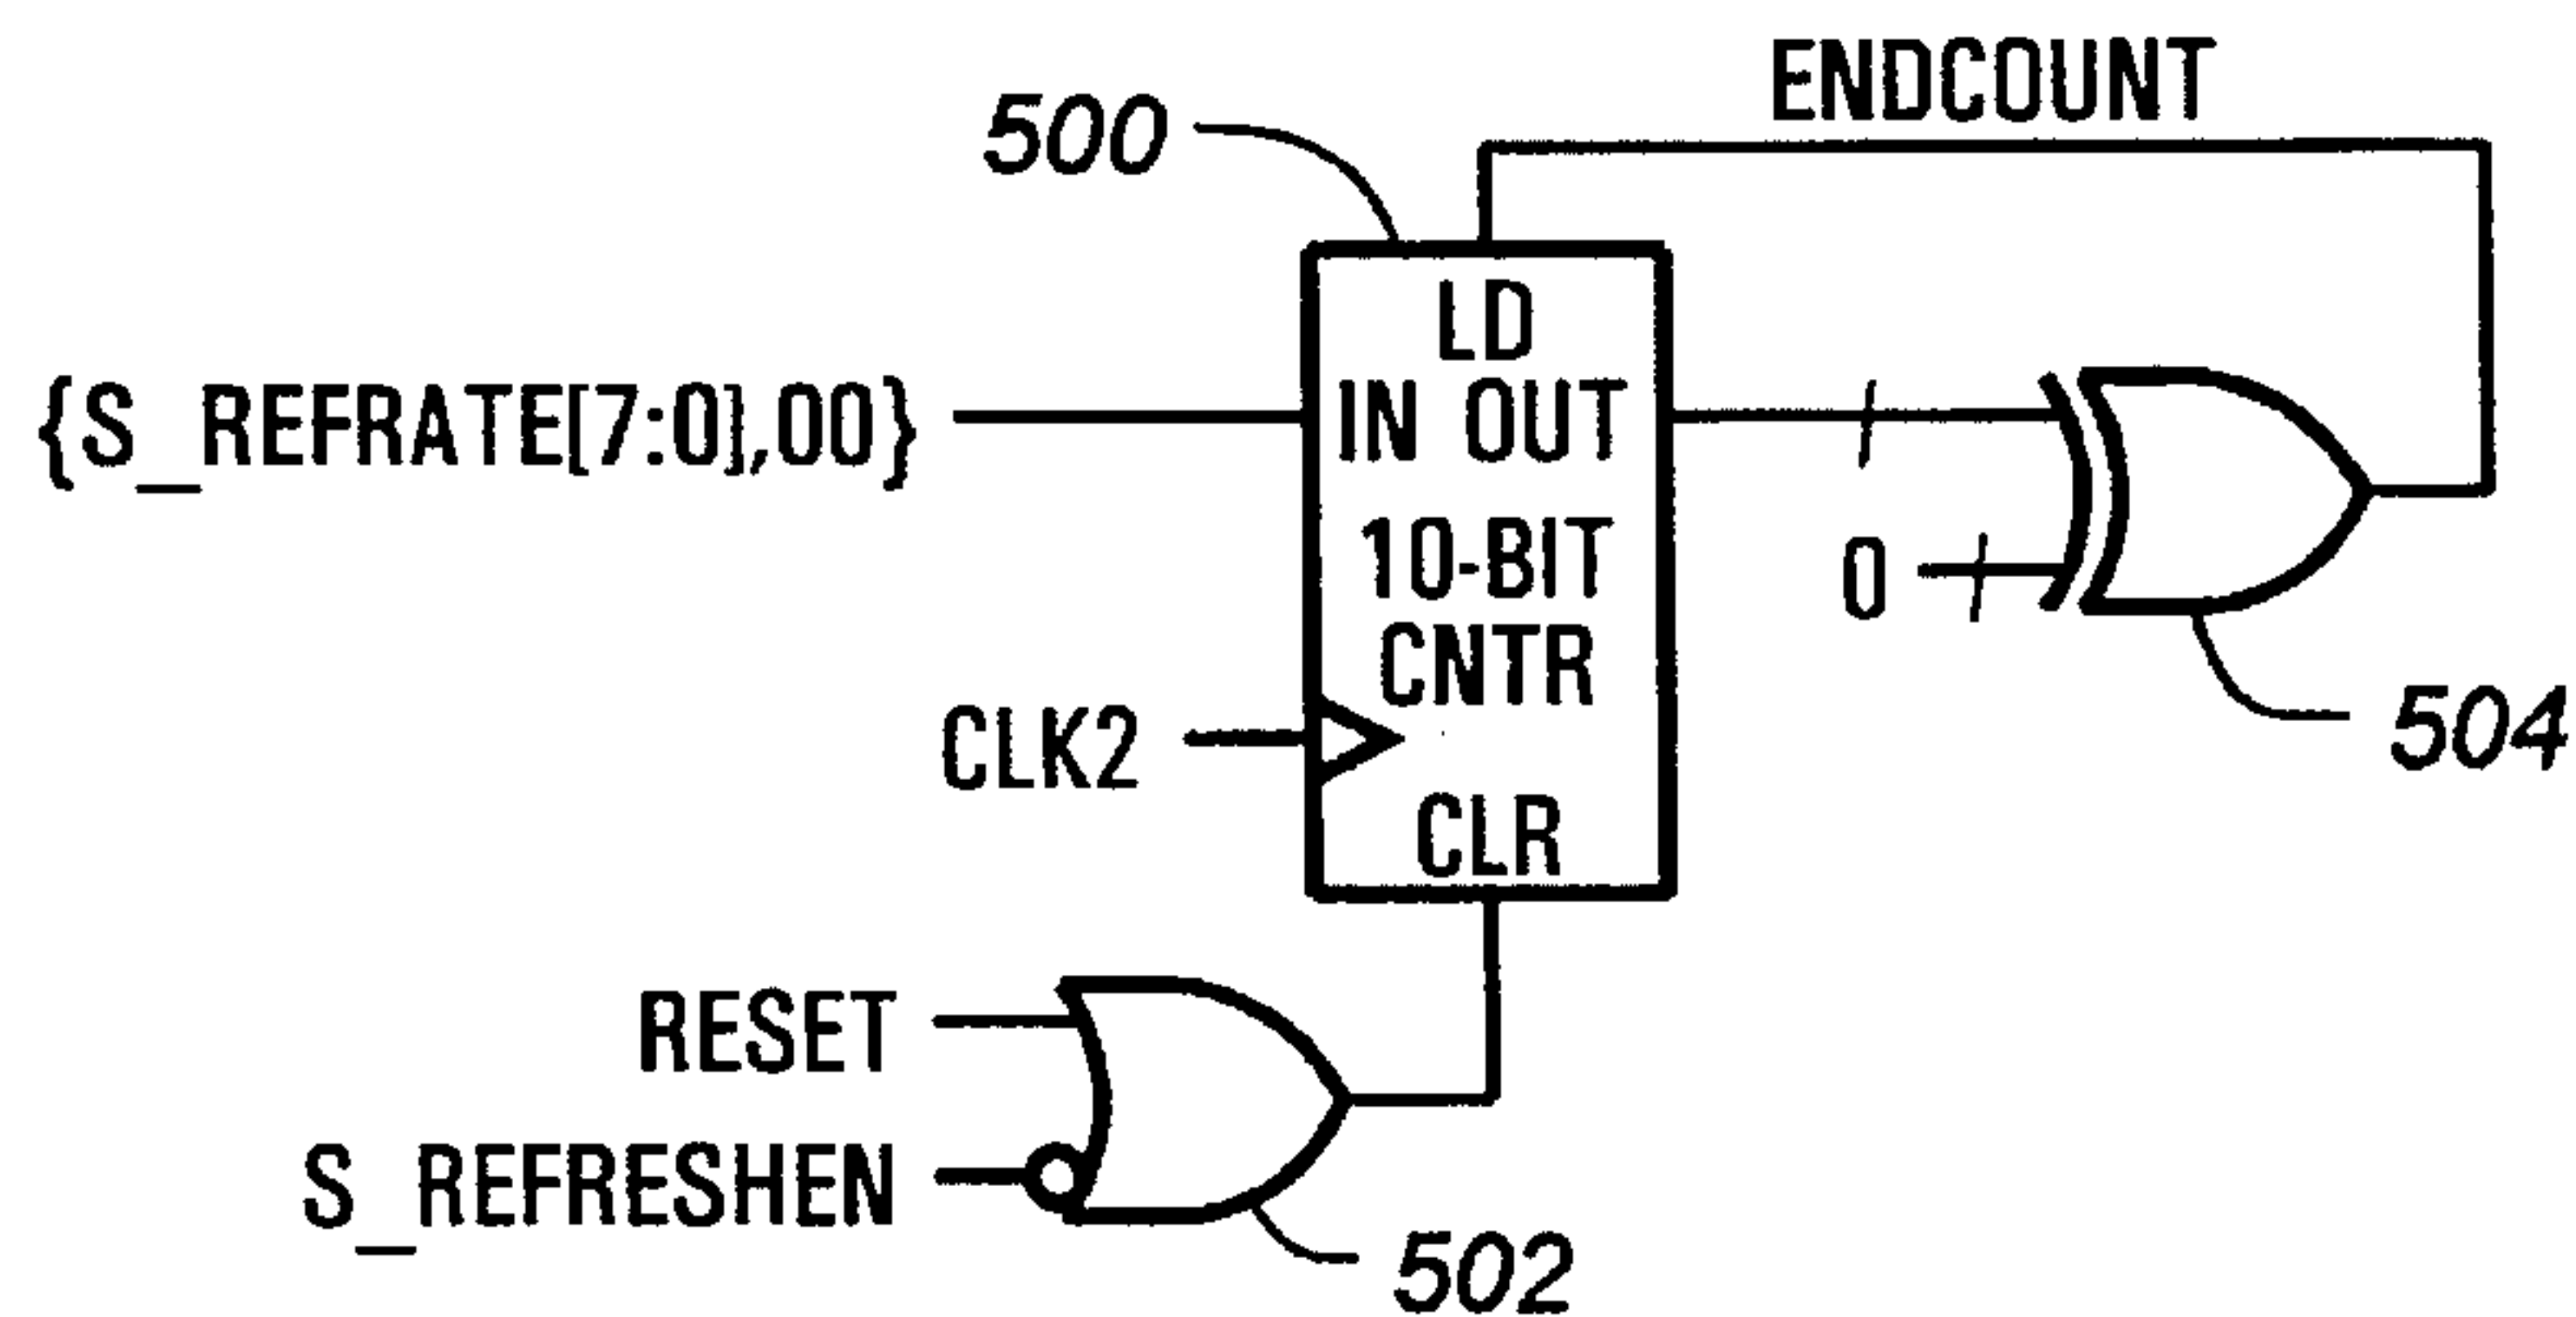 ENDCOUNT
500
LD
{S_REFRATE[7:0],00}
IN OUT
10-BIT
0
CNTR
CLK2
504
CLR
RESET
S_REFRESHEN
502